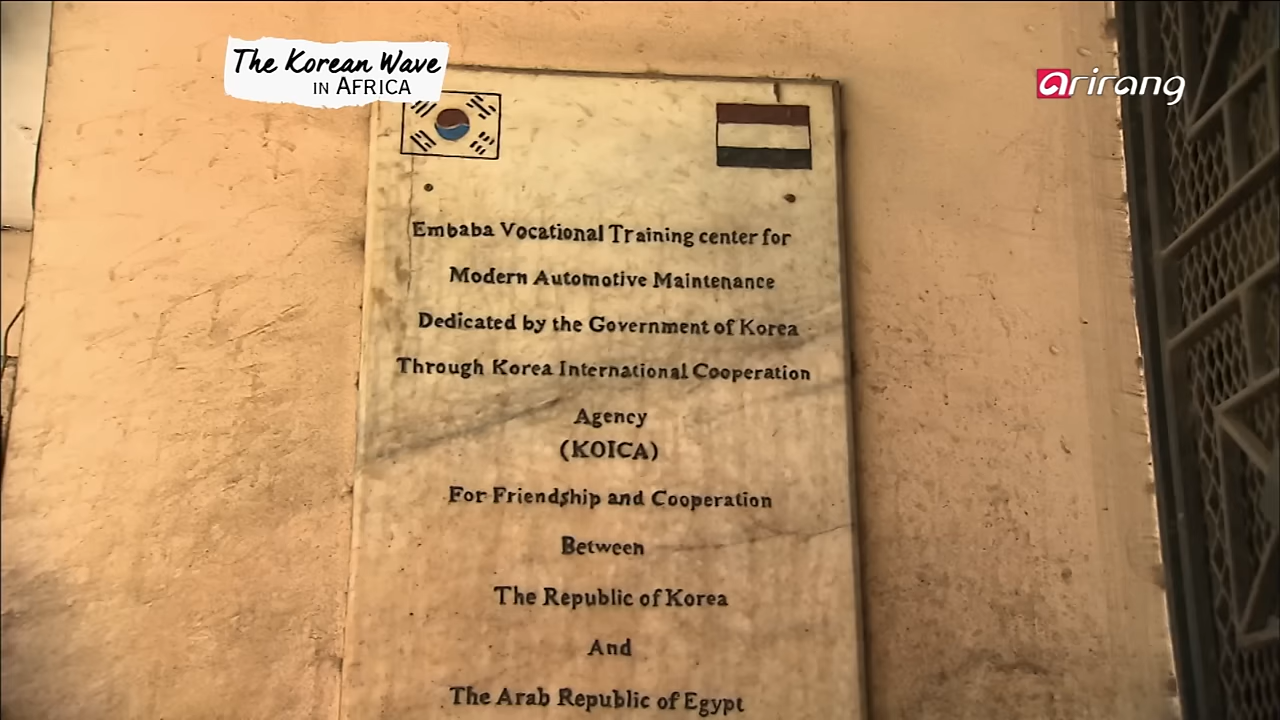 The Korean Wave
IN AFRICA
arirang
Embaba Vocational Training center for
Modern Automotive Maintenance
Dedicated by the Government of Korea
Through Korea International Cooperation
Agency
(KOICA)
For Friendship and Cooperation
Between
The Republic of Korea
And
The Arab Republic of Egypt